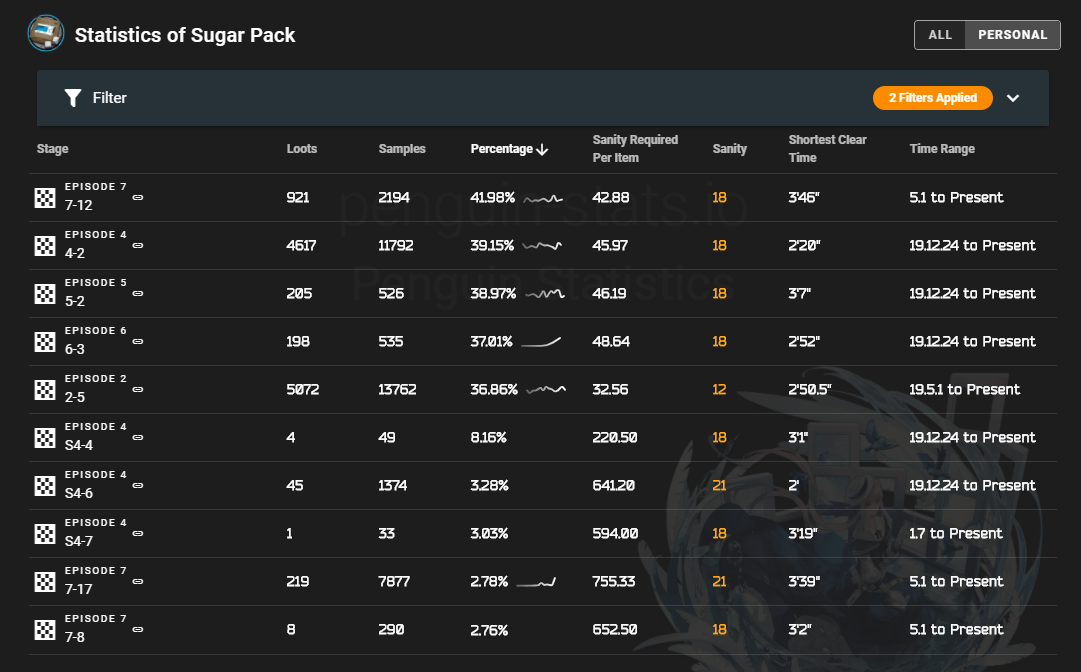 Statistics of Sugar Pack
ALL PERSONAL
Filter
2 Filters Applied
Stage Loots Samples Percentage Sanity Required Per Item Sanity Shortest Clear Time Time Range
penguin-stats.io
Penguin Statistics
EPISODE 7
7-12 921 2194 41.98% 42.88 18 3'46" 5.1 to Present
EPISODE 4
4-2 4617 11792 39.15% 45.97 18 2'20" 19.12.24 to Present
EPISODE 5
5-2 205 526 38.97% 46.19 18 3'7" 19.12.24 to Present
EPISODE 6
6-3 198 535 37.01% 48.64 18 2'52" 19.12.24 to Present
EPISODE 2
2-5 5072 13762 36.86% 32.56 12 2'50.5" 19.5.1 to Present
EPISODE 4
S4-4 4 49 8.16% 220.50 18 3'1" 19.12.24 to Present
EPISODE 4
S4-6 45 1374 3.28% 641.20 21 2' 19.12.24 to Present
EPISODE 4
S4-7 1 33 3.03% 594.00 18 3'19" 1.7 to Present
EPISODE 7
7-17 219 7877 2.78% 755.33 21 3'39" 5.1 to Present
EPISODE 7
7-8 8 290 2.76% 652.50 18 3'2" 5.1 to Present